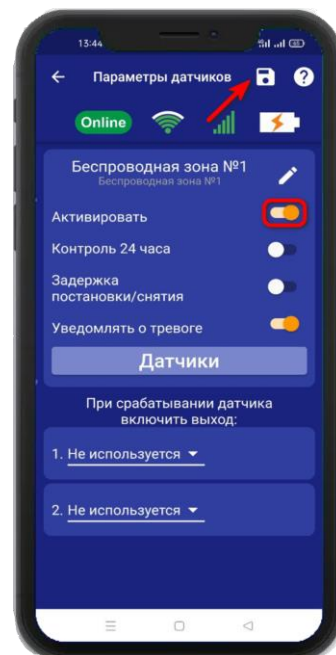 13:44
Параметры датчиков
?
Online
Беспроводная зона №1
Беспроводная зона №1
Активировать
Контроль 24 часа
Задержка
постановки/снятия
Уведомлять о тревоге
Датчики
При срабатывании датчика
включить выход:
1. Не используется
2. Не используется